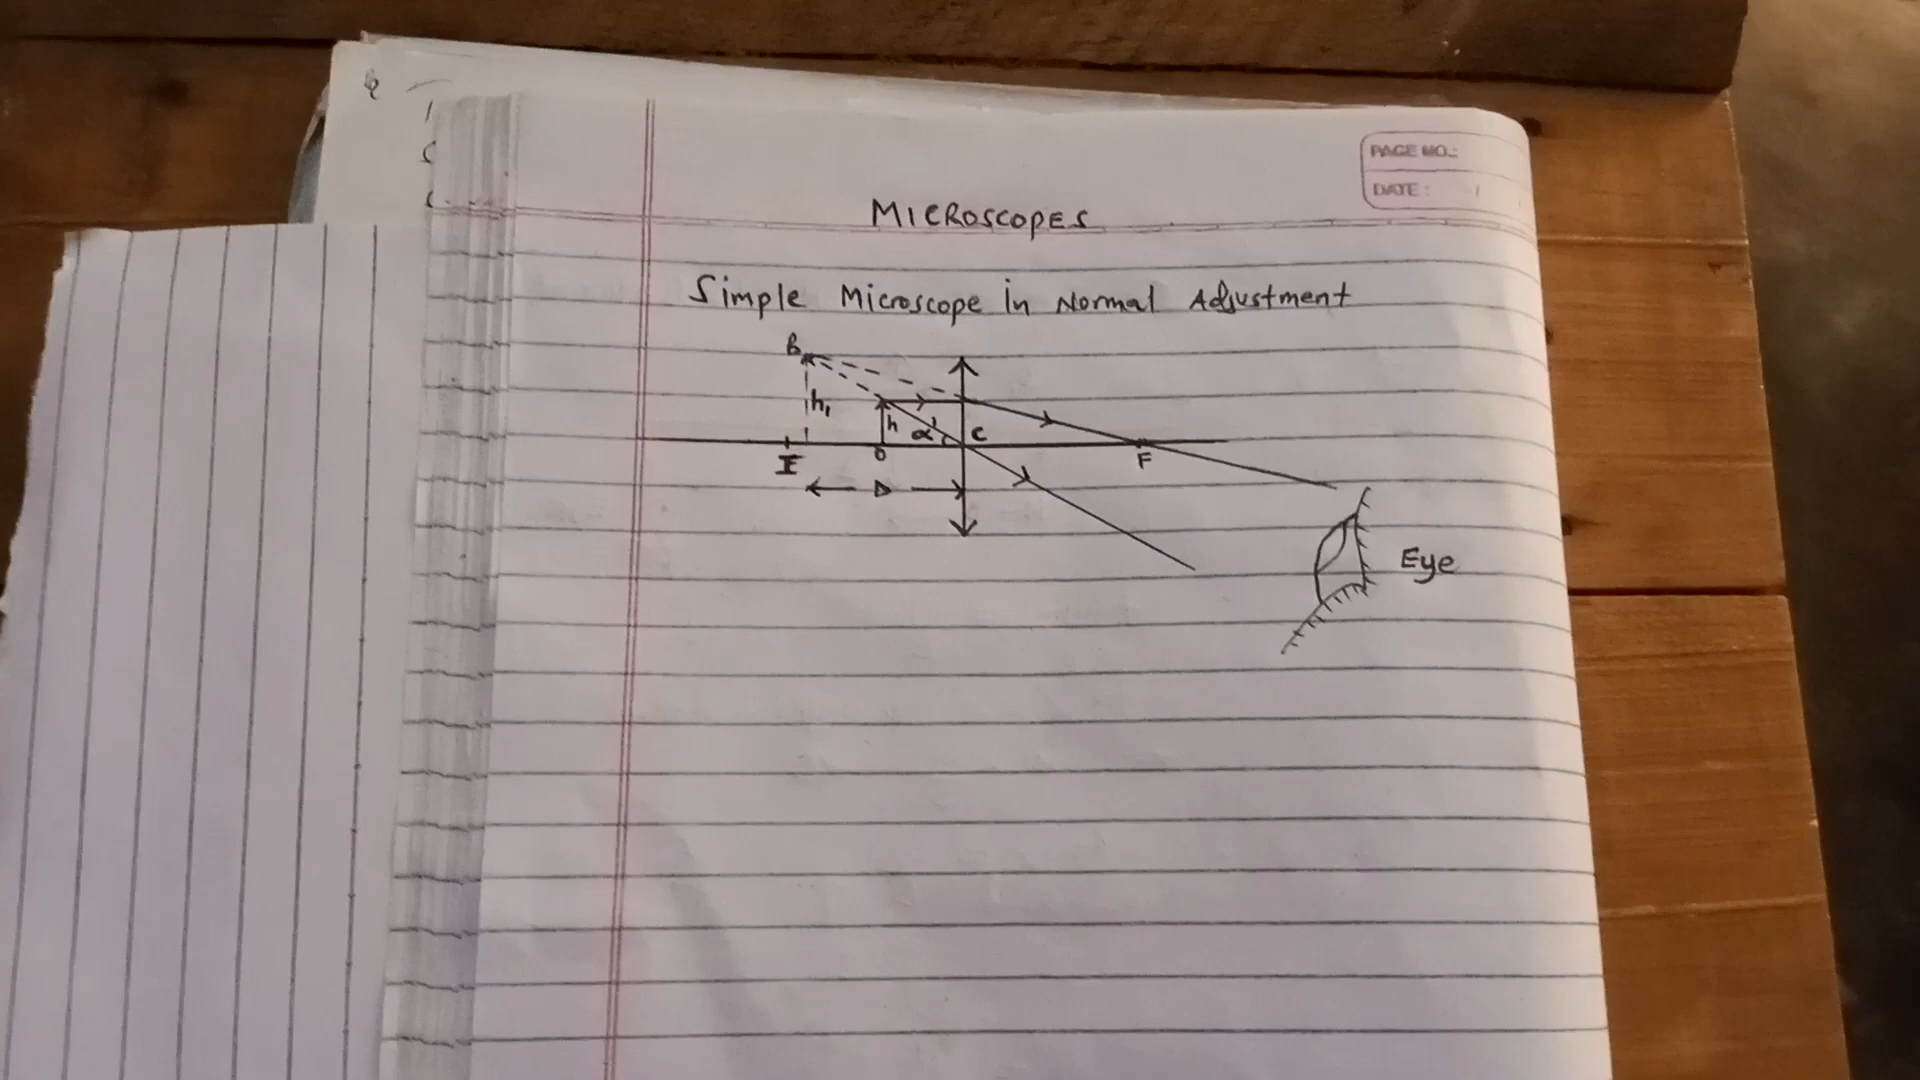 PAGE NO.:
DATE: /
MICROSCOPES
Simple Microscope in Normal Adjustment
B
h₁
h
α'
C
I
O
F
D
Eye